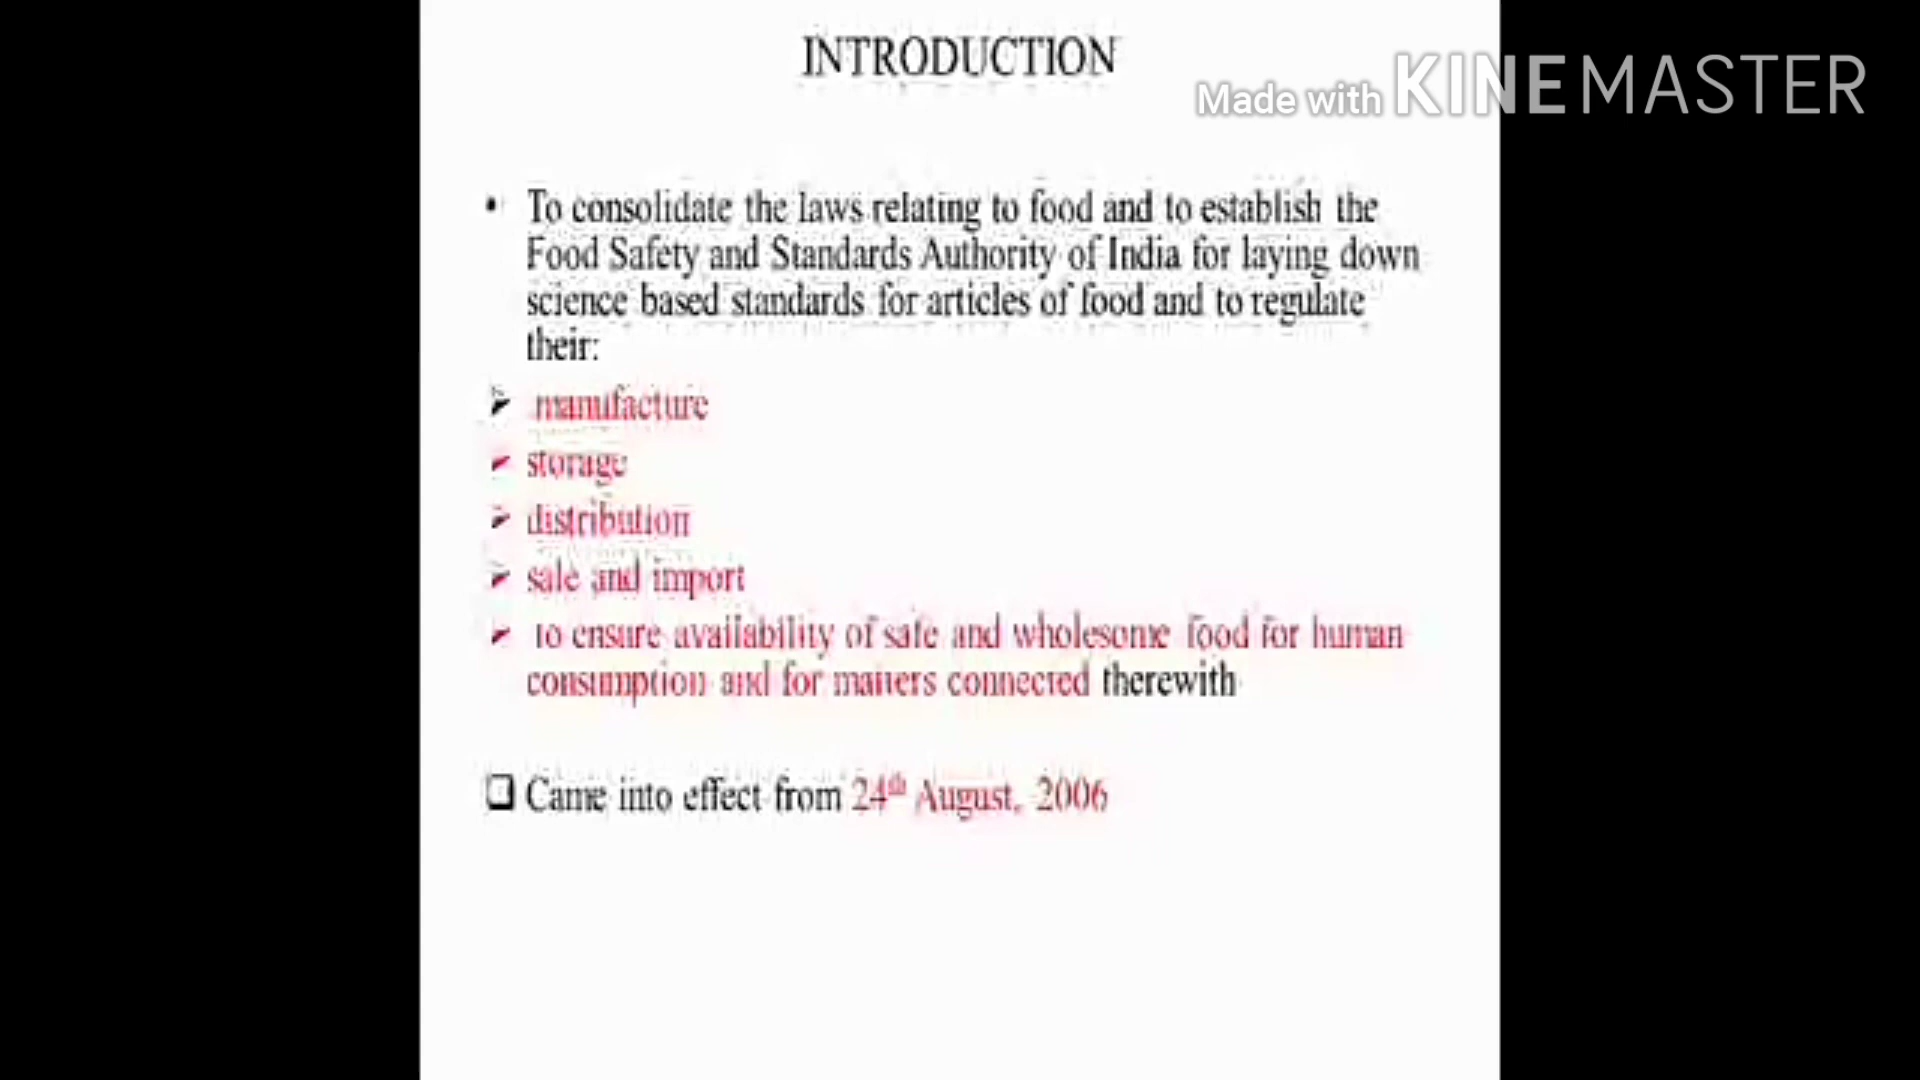 INTRODUCTION
Made with KINEMASTER
• To consolidate the laws relating to food and to establish the
Food Safety and Standards Authority of India for laying down
science based standards for articles of food and to regulate
their:
➢ manufacture
➢ storage
➢ distribution
➢ sale and import
➢ to ensure availability of safe and wholesome food for human
consumption and for matters connected therewith
❑ Came into effect from 24th August, 2006